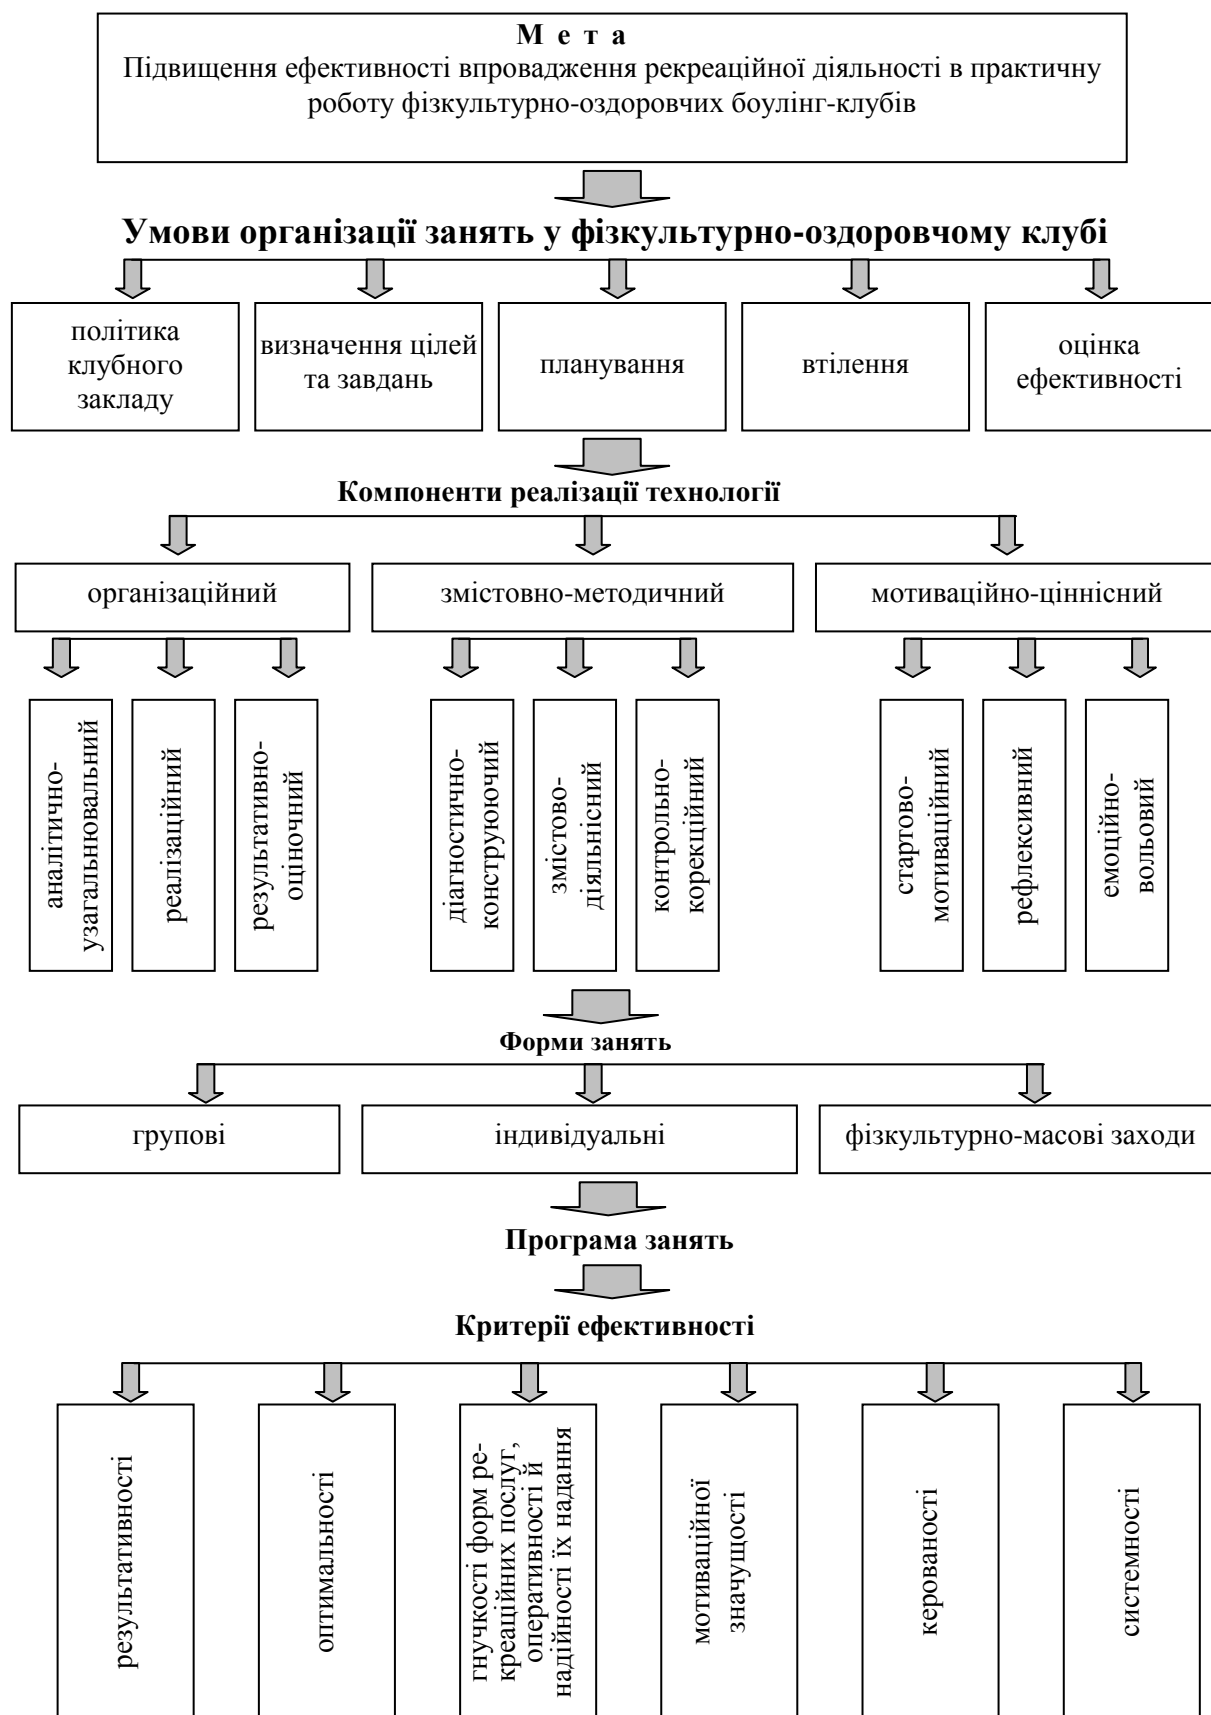 М е т а
Підвищення ефективності впровадження рекреаційної діяльності в практичну
роботу фізкультурно-оздоровчих боулінг-клубів
Умови організації занять у фізкультурно-оздоровчому клубі
політика
клубного
закладу
визначення цілей
та завдань
планування
втілення
оцінка
ефективності
Компоненти реалізації технології
організаційний
змістовно-методичний
мотиваційно-ціннісний
аналітично-
узагальнювальний
реалізаційний
результативно-
оціночний
діагностично-
конструюючий
змістово-
діяльнісний
контрольно-
корекційний
стартово-
мотиваційний
рефлексивний
емоційно-
вольовий
Форми занять
групові
індивідуальні
фізкультурно-масові заходи
Програма занять
Критерії ефективності
результативності
оптимальності
гнучкості форм ре-
креаційних послуг,
оперативності й
надійності їх надання
мотиваційної
значущості
керованості
системності